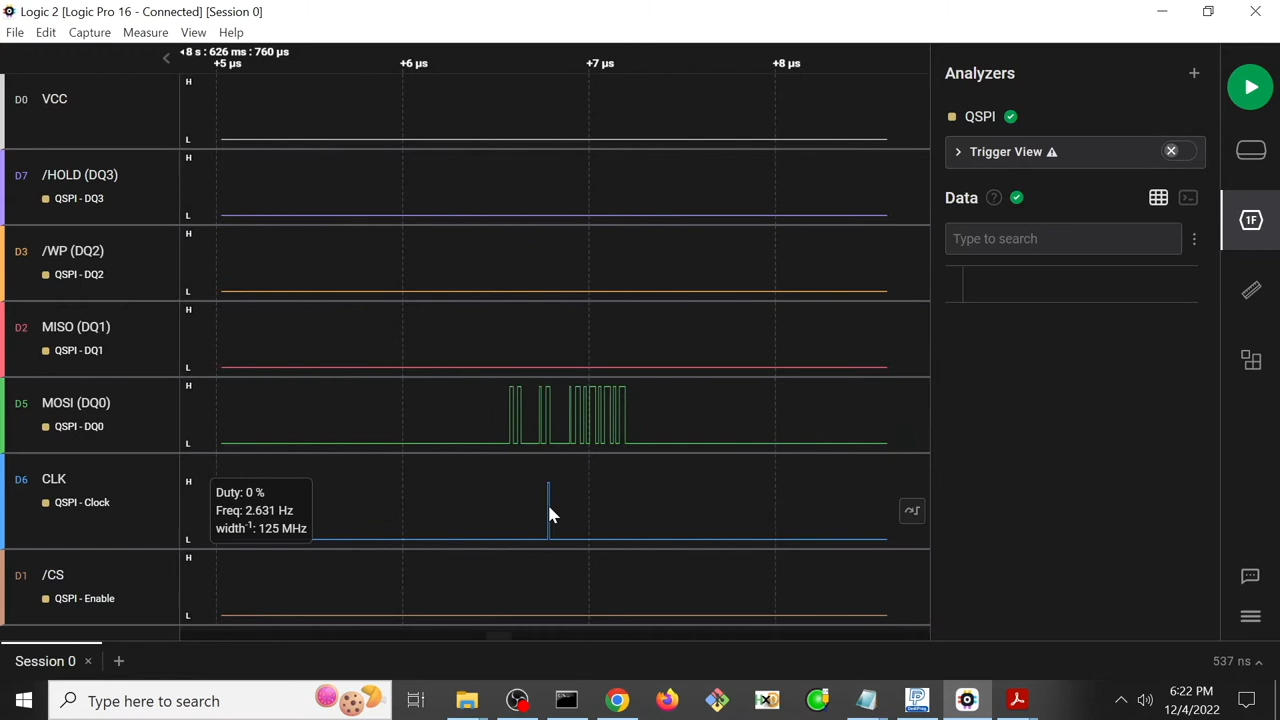 Logic 2 [Logic Pro 16 - Connected] [Session 0]
File Edit Capture Measure View Help
8 s : 626 ms : 760 µs
+5 µs +6 µs +7 µs +8 µs
D0 VCC
H
L
D7 /HOLD (DQ3)
QSPI - DQ3
H
L
D3 /WP (DQ2)
QSPI - DQ2
H
L
D2 MISO (DQ1)
QSPI - DQ1
H
L
D5 MOSI (DQ0)
QSPI - DQ0
H
L
D6 CLK
QSPI - Clock
H
L
Duty: 0 %
Freq: 2.631 Hz
width-1: 125 MHz
D1 /CS
QSPI - Enable
H
L
Analyzers
QSPI
Trigger View
Data
Type to search
1F
Session 0
537 ns
Type here to search
6:22 PM
12/4/2022